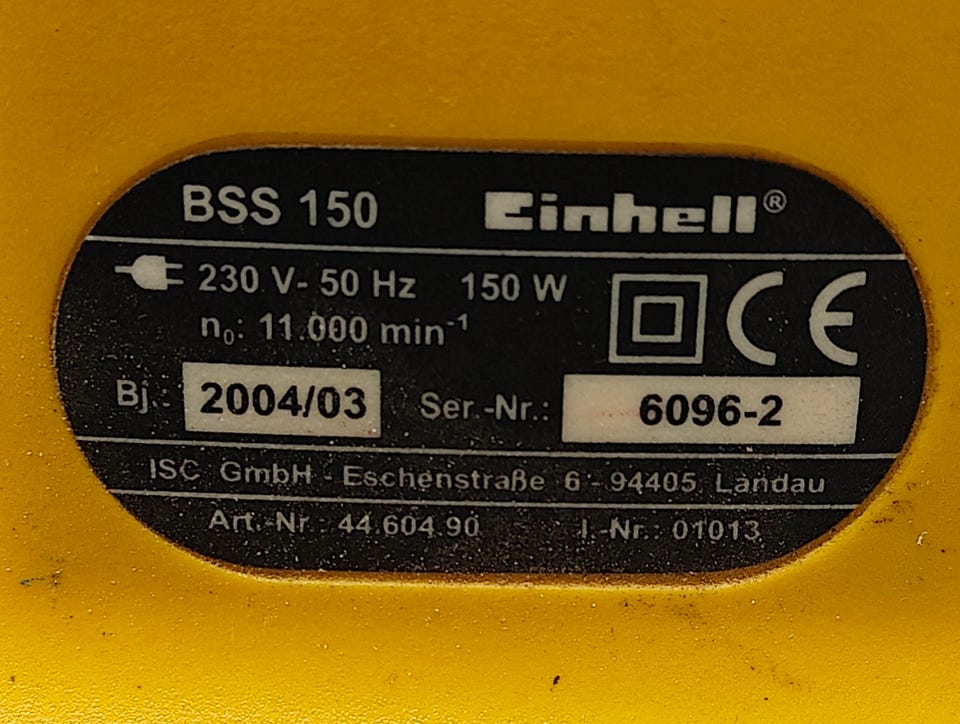 BSS 150 Einhell®
230 V- 50 Hz 150 W
n₀: 11.000 min⁻¹
CE
Bj.: 2004/03 Ser.-Nr.: 6096-2
ISC GmbH - Eschenstraße 6 - 94405 Landau
Art.-Nr.: 44.604.90 I.-Nr.: 01013